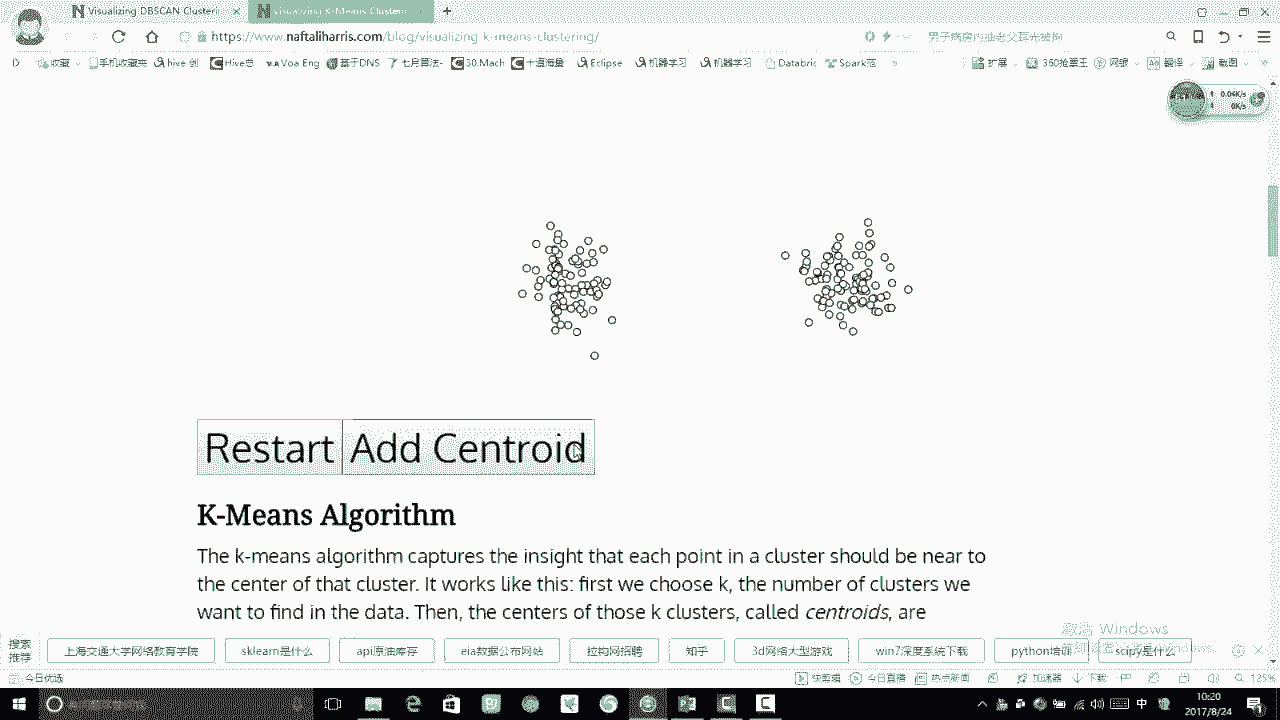 Visualizing DBSCAN Clusterin
Visualizing K-Means Clusterin
https://www.naftaliharris.com/blog/visualizing-k-means-clustering/
收藏 手机收藏夹 hive 到 Hive总 Voa Eng 基于DNS 七月算法- 30.Mach 十道海量 Eclipse 机器学习 机器学习 Databric Spark范 扩展 360抢票王 网银 翻译 截图
0.04K/s
0K/s
Restart Add Centroid
K-Means Algorithm
The k-means algorithm captures the insight that each point in a cluster should be near to
the center of that cluster. It works like this: first we choose k, the number of clusters we
want to find in the data. Then, the centers of those k clusters, called centroids, are
激活 Windows
搜索
推荐
上海交通大学网络教育学院 sklearn是什么 api原油库存 eia数据公布网站 拉构网招聘 知乎 3d网络大型游戏 win7深度系统下载 python培训 scipy是什么
今日优选 快剪辑 今日直播 热点新闻 加速器 下载 125%
中
10:20
2017/8/24